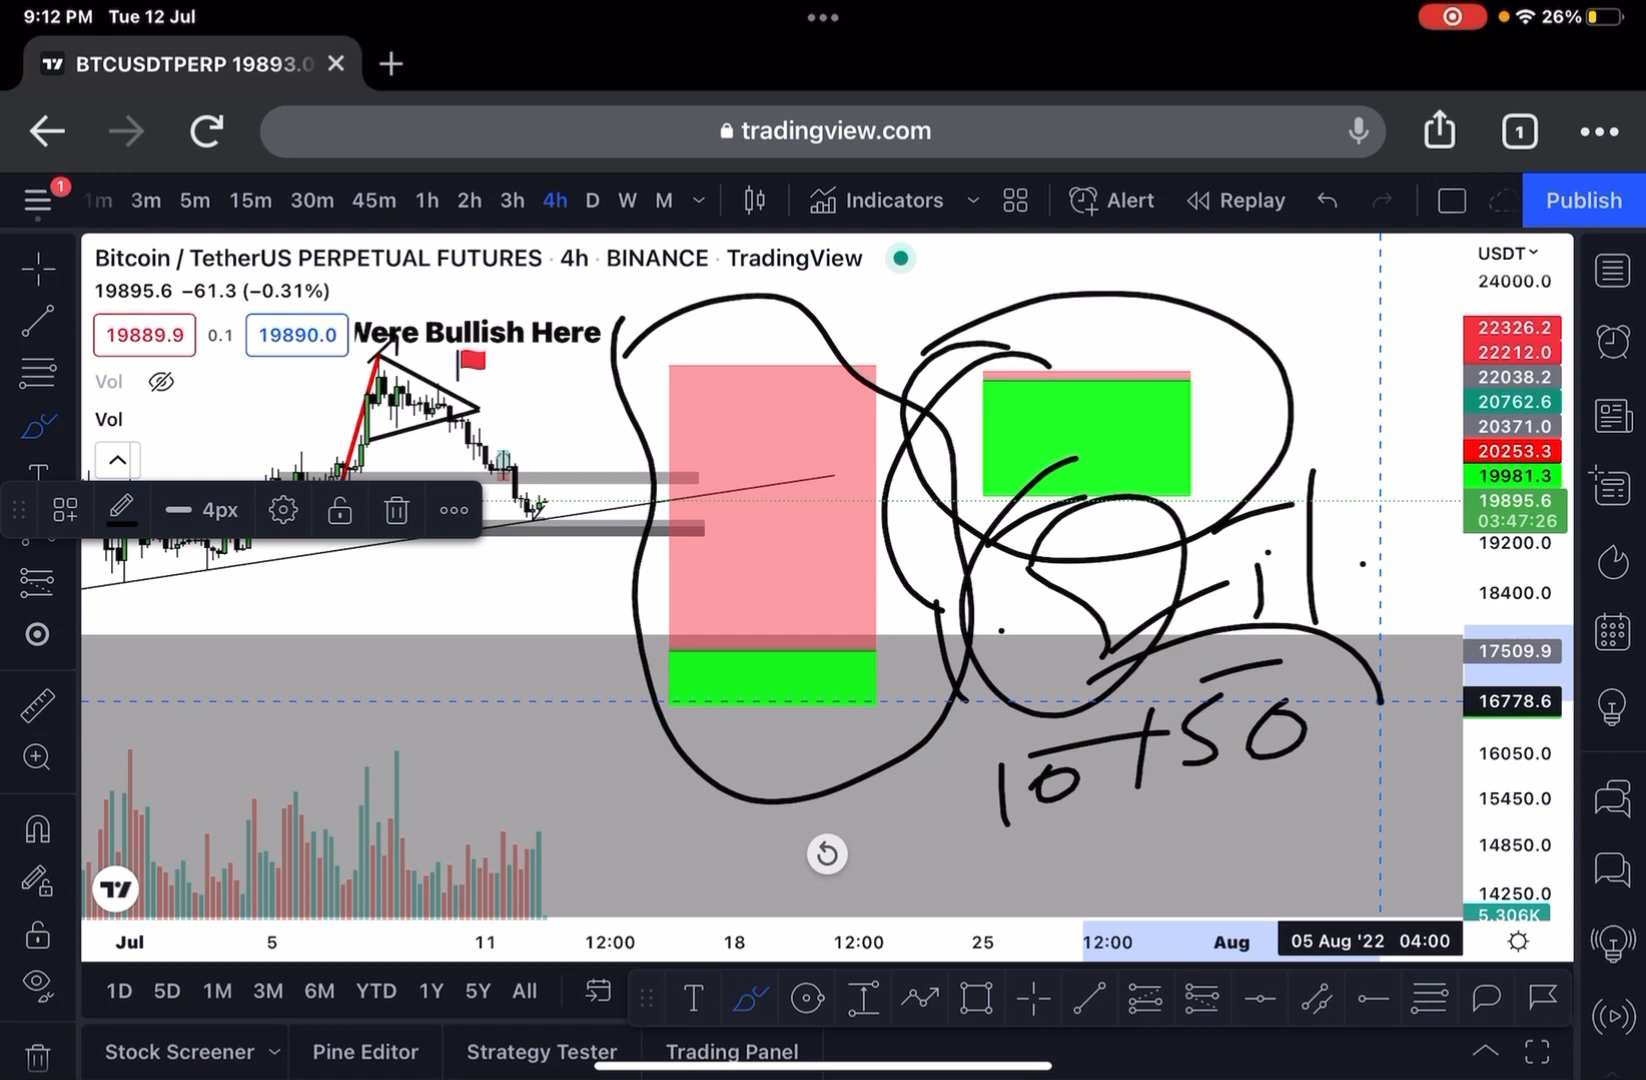 9:12 PM Tue 12 Jul
26%
BTCUSDTPERP 19893.0
tradingview.com
1
1
1m 3m 5m 15m 30m 45m 1h 2h 3h 4h D W M Indicators Alert Replay Publish
Bitcoin / TetherUS PERPETUAL FUTURES · 4h · BINANCE · TradingView
USDT
19895.6 −61.3 (−0.31%)
24000.0
19889.9 0.1 19890.0
Were Bullish Here
22326.2
22212.0
Vol
22038.2
20762.6
Vol
20371.0
20253.3
19981.3
4px
19895.6
03:47:26
19200.0
18400.0
17509.9
16778.6
10+50
16050.0
15450.0
14850.0
14250.0
5.306K
Jul 5 11 12:00 18 12:00 25 12:00 Aug 05 Aug '22 04:00
1D 5D 1M 3M 6M YTD 1Y 5Y All
T
Stock Screener Pine Editor Strategy Tester Trading Panel